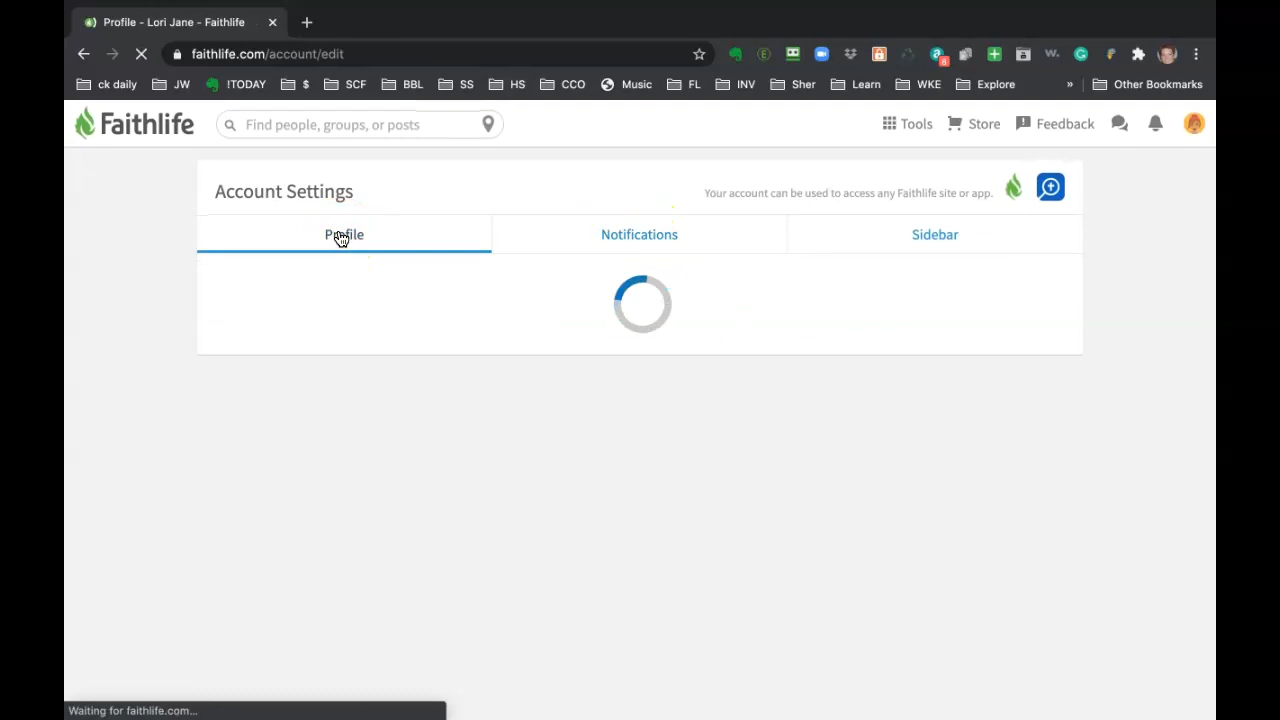 Profile - Lori Jane - Faithlife
faithlife.com/account/edit
ck daily JW !TODAY $ SCF BBL SS HS CCO Music FL INV Sher Learn WKE Explore » Other Bookmarks
Faithlife Find people, groups, or posts Tools Store Feedback
Account Settings Your account can be used to access any Faithlife site or app.
Profile Notifications Sidebar
Waiting for faithlife.com...